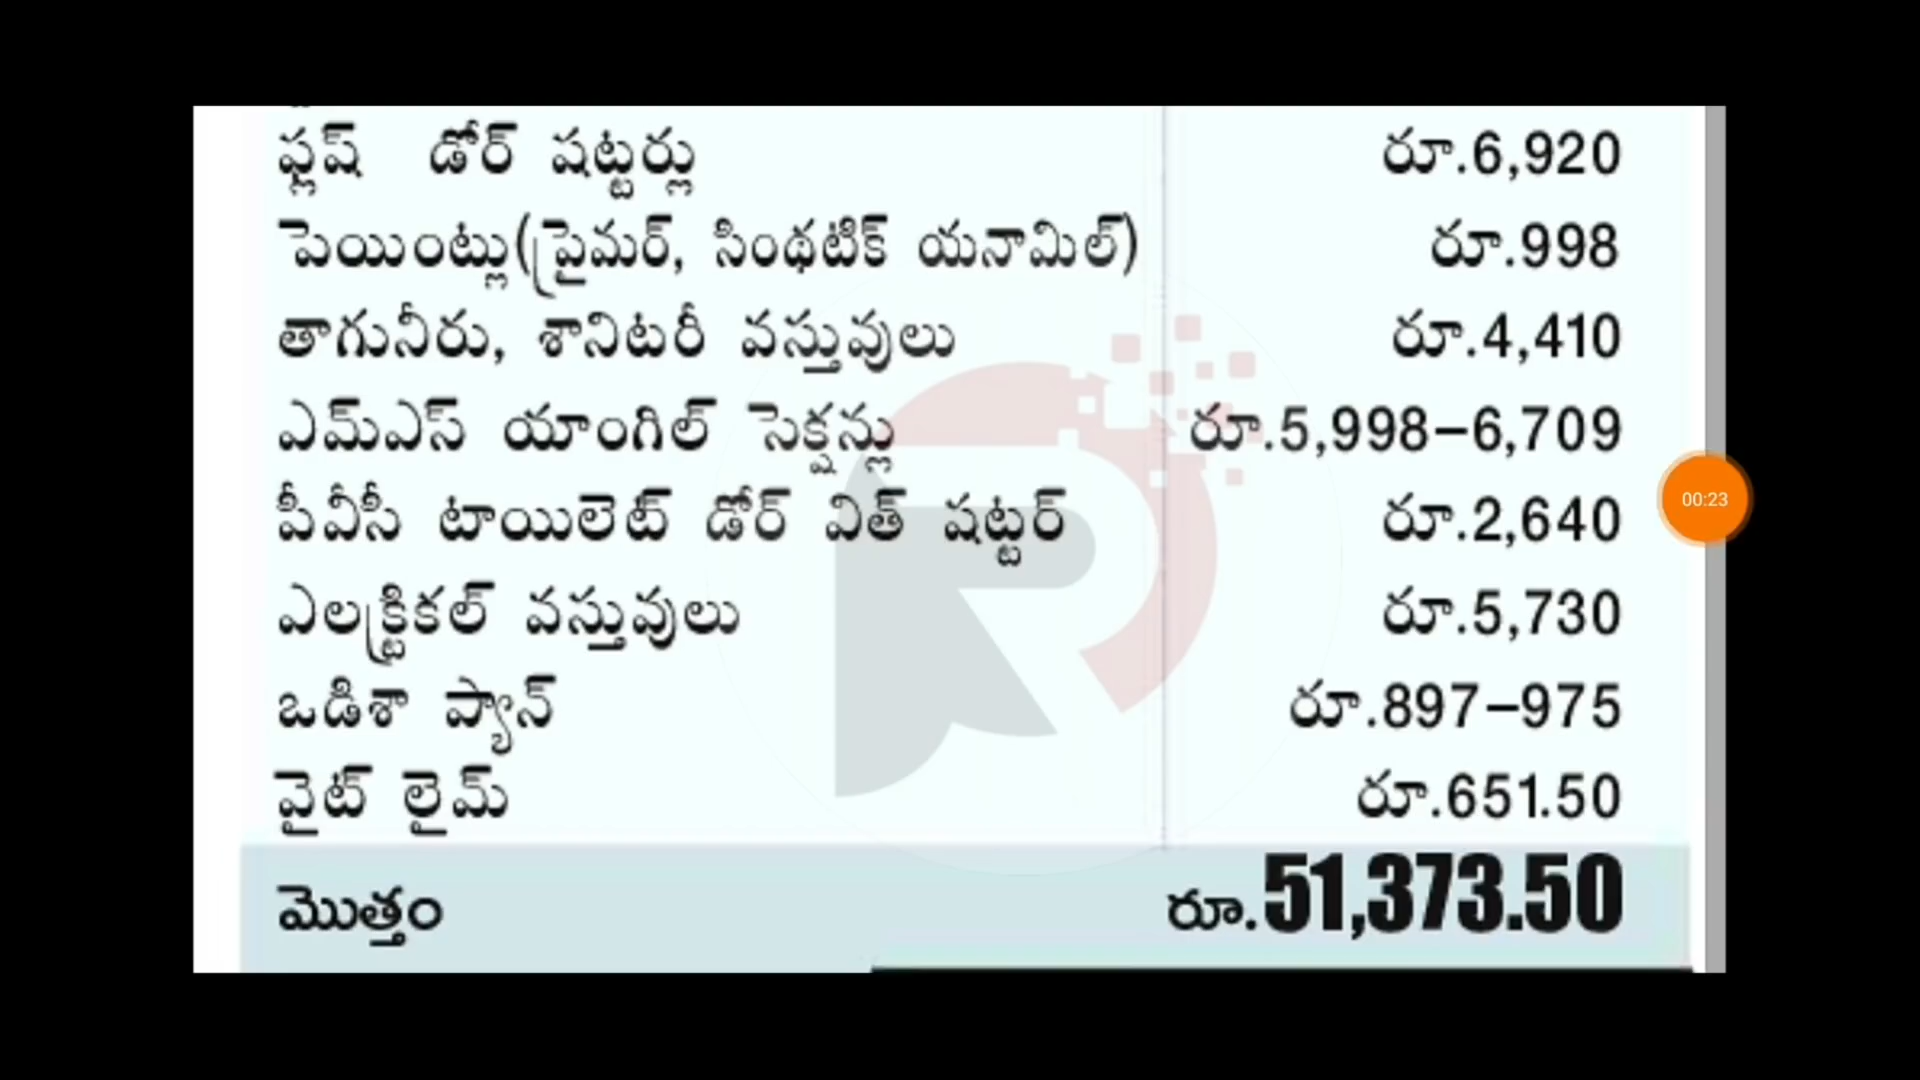 ఫ్లష్ డోర్ షట్టర్లు రూ.6,920
పెయింట్లు(ప్రైమర్, సింథటిక్ యనామిల్) రూ.998
తాగునీరు, శానిటరీ వస్తువులు రూ.4,410
ఎమ్ఎస్ యాంగిల్ సెక్షన్లు రూ.5,998–6,709
పీవీసీ టాయిలెట్ డోర్ విత్ షట్టర్ రూ.2,640
00:23
ఎలక్ట్రికల్ వస్తువులు రూ.5,730
ఒడిశా ప్యాన్ రూ.897–975
వైట్ లైమ్ రూ.651.50
మొత్తం రూ.51,373.50